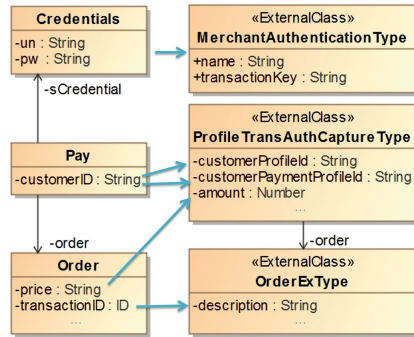 Credentials
-un : String
-pw : String
«ExternalClass»
MerchantAuthenticationType
+name : String
+transactionKey : String
-sCredential
Pay
-customerID : String
«ExternalClass»
ProfileTransAuthCaptureType
-customerProfileId : String
-customerPaymentProfileId : String
-amount : Number
...
-order
-order
Order
-price : String
-transactionID : ID
...
«ExternalClass»
OrderExType
-description : String
...